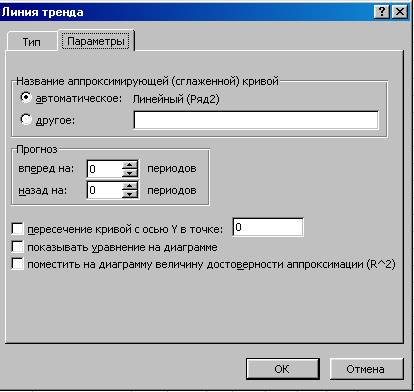 Линия тренда
Тип
Параметры
Название аппроксимирующей (сглаженной) кривой
автоматическое: Линейный (Ряд2)
другое:
Прогноз
вперед на: 0 периодов
назад на: 0 периодов
пересечение кривой с осью Y в точке: 0
показывать уравнение на диаграмме
поместить на диаграмму величину достоверности аппроксимации (R^2)
ОК
Отмена